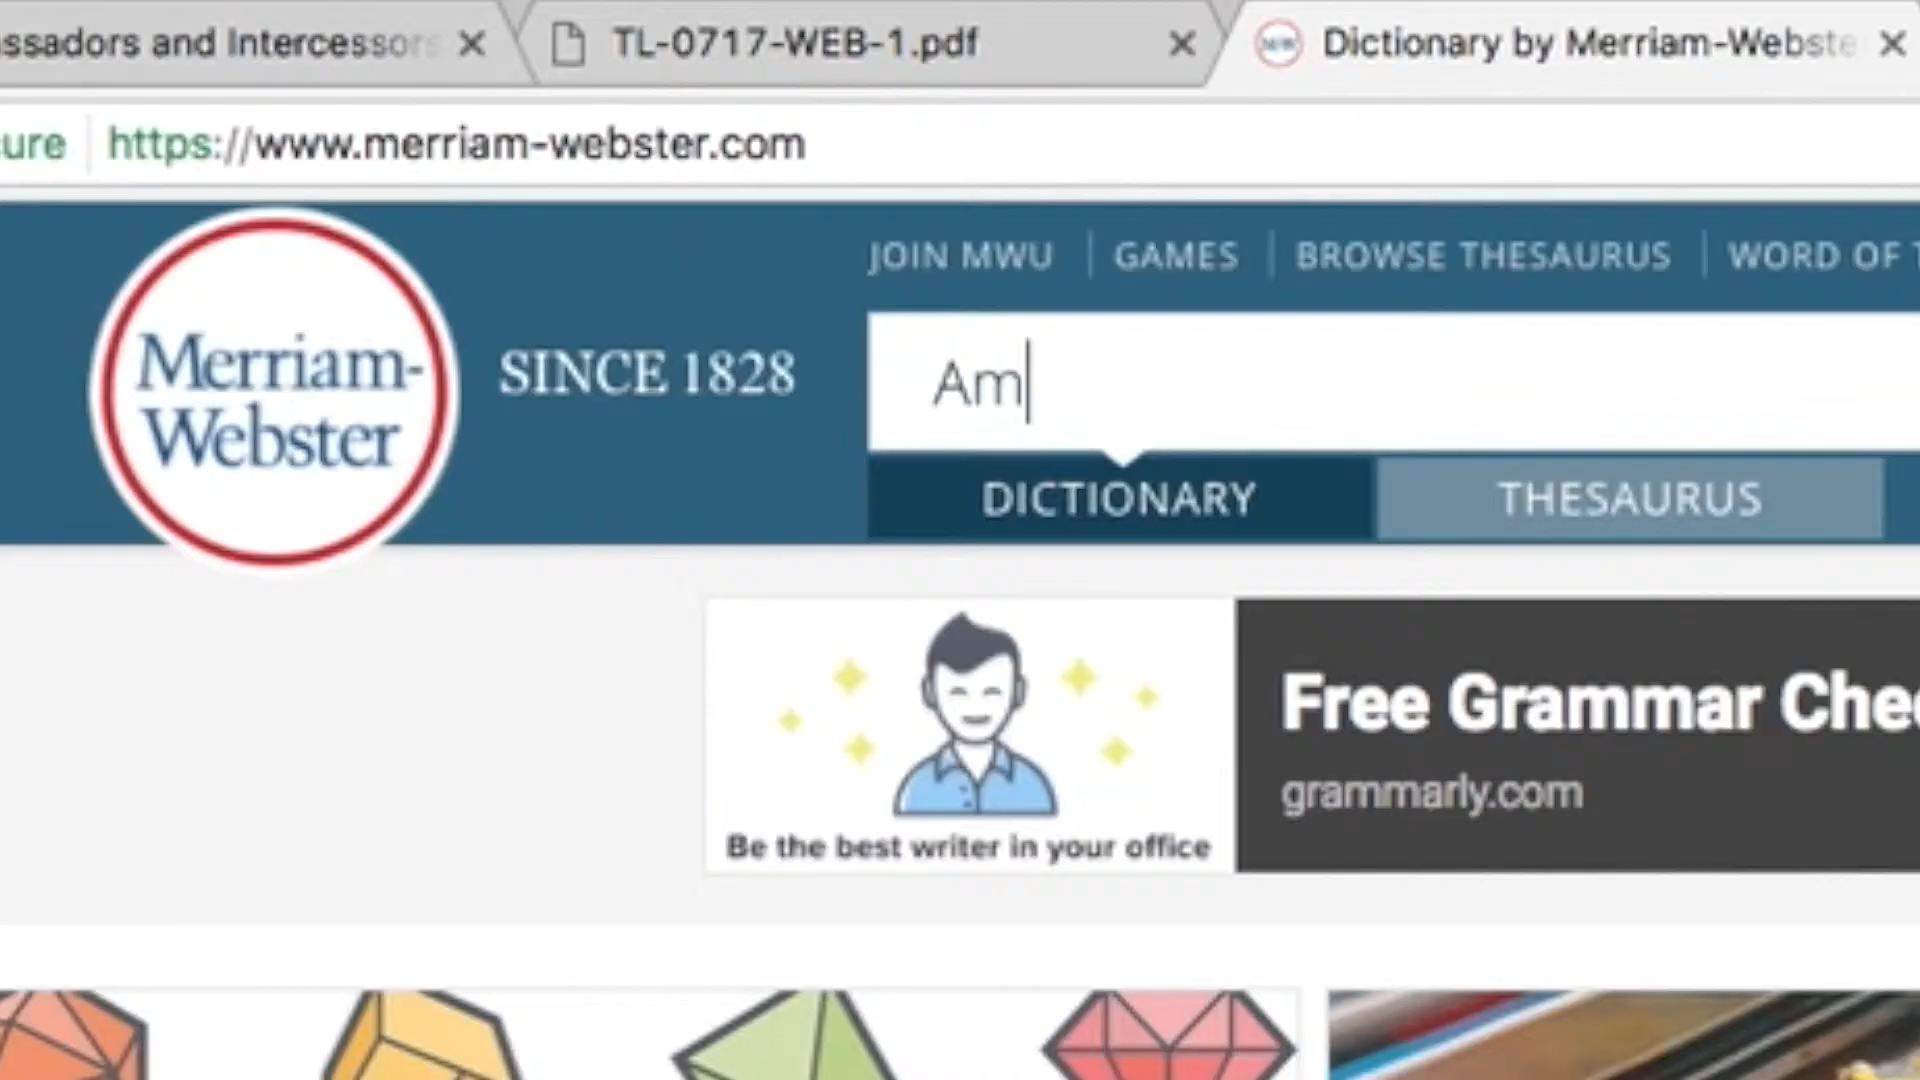 ssadors and Intercessors
TL-0717-WEB-1.pdf
Dictionary by Merriam-Webste
ure
https://www.merriam-webster.com
JOIN MWU
GAMES
BROWSE THESAURUS
WORD OF T
Merriam-
Webster
SINCE 1828
Am
DICTIONARY
THESAURUS
Free Grammar Chec
grammarly.com
Be the best writer in your office